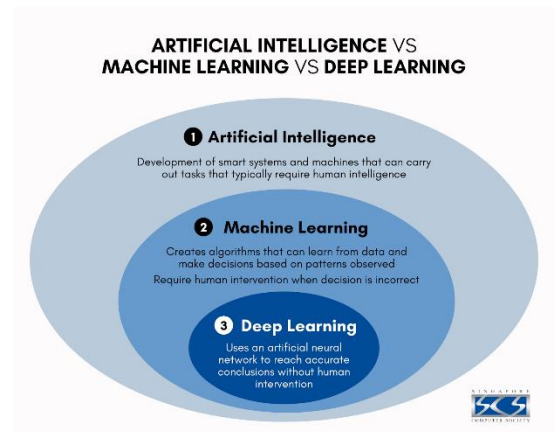 ARTIFICIAL INTELLIGENCE VS
MACHINE LEARNING VS DEEP LEARNING
1 Artificial Intelligence
Development of smart systems and machines that can carry
out tasks that typically require human intelligence
2 Machine Learning
Creates algorithms that can learn from data and
make decisions based on patterns observed
Require human intervention when decision is incorrect
3 Deep Learning
Uses an artificial neural
network to reach accurate
conclusions without human
intervention
SINGAPORE
SCS
COMPUTER SOCIETY